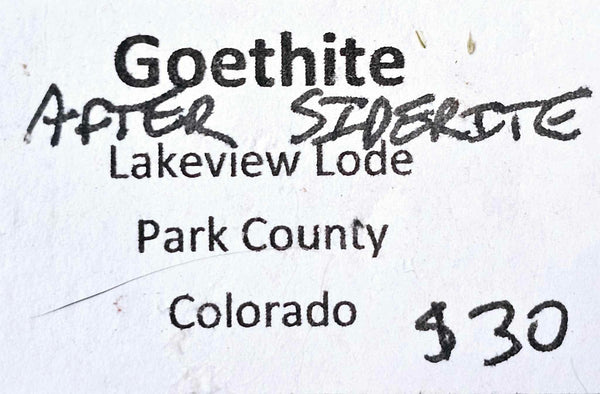 Goethite
AFTER SIDERITE
Lakeview Lode
Park County
Colorado
$30